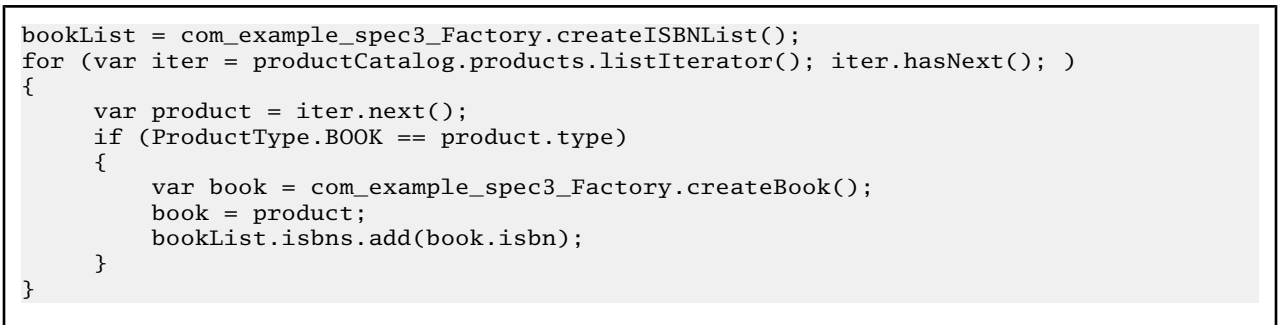 bookList = com_example_spec3_Factory.createISBNList();
for (var iter = productCatalog.products.listIterator(); iter.hasNext(); )
{
     var product = iter.next();
     if (ProductType.BOOK == product.type)
     {
         var book = com_example_spec3_Factory.createBook();
         book = product;
         bookList.isbns.add(book.isbn);
     }
}